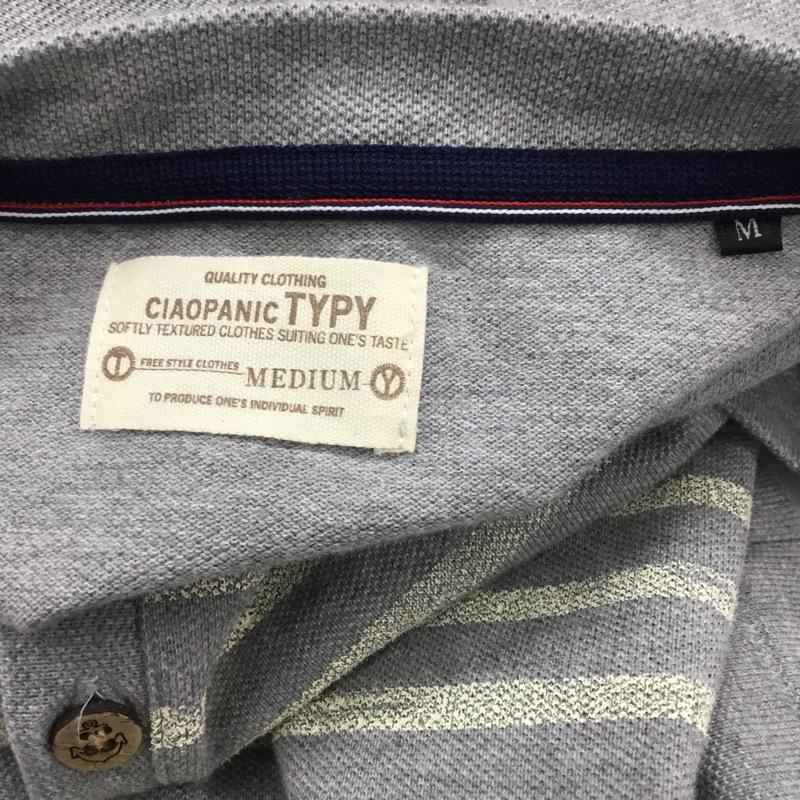 M
QUALITY CLOTHING
CIAOPANIC TYPY
SOFTLY TEXTURED CLOTHES SUITING ONE'S TASTE
T FREE STYLE CLOTHES MEDIUM Y
TO PRODUCE ONE'S INDIVIDUAL SPIRIT